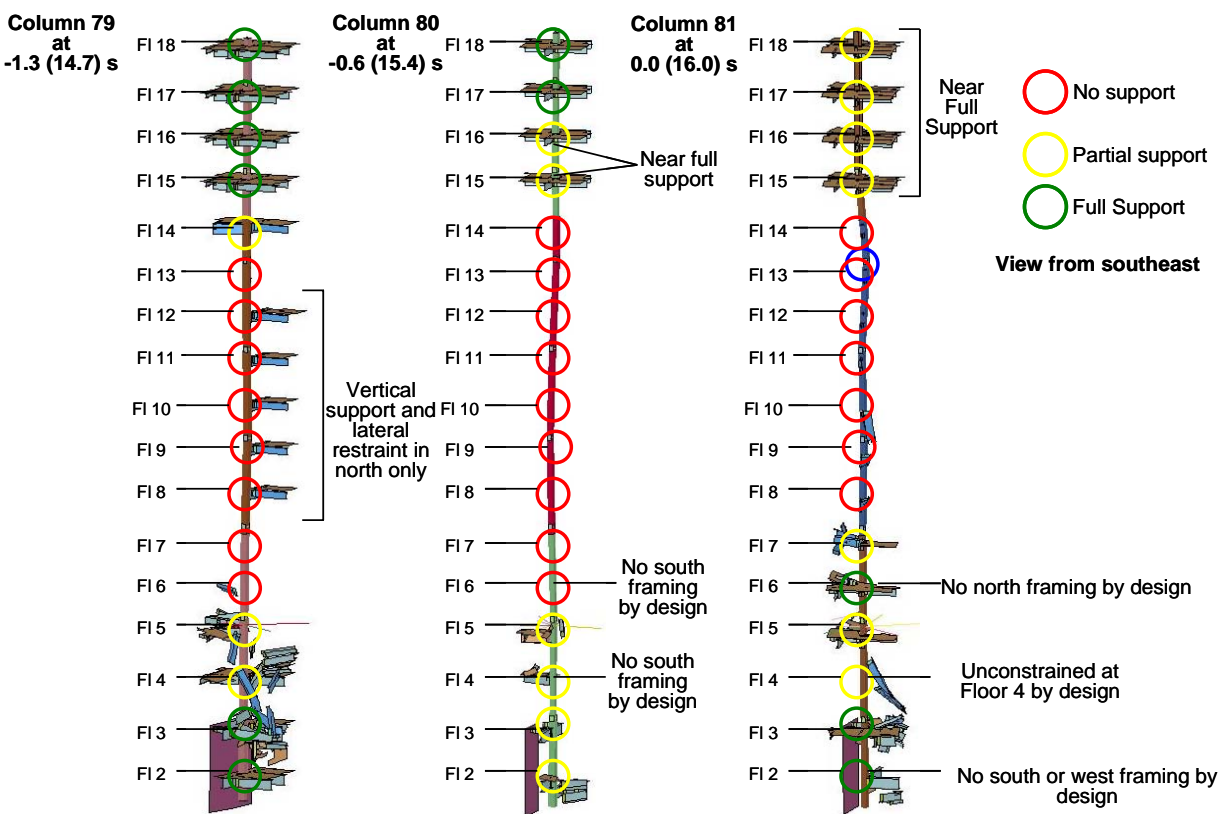 Column 79
at
-1.3 (14.7) s
Fl 18
Fl 17
Fl 16
Fl 15
Fl 14
Fl 13
Fl 12
Fl 11
Fl 10
Fl 9
Fl 8
Fl 7
Fl 6
Fl 5
Fl 4
Fl 3
Fl 2
Vertical
support and
lateral
restraint in
north only
Column 80
at
-0.6 (15.4) s
Fl 18
Fl 17
Fl 16
Fl 15
Fl 14
Fl 13
Fl 12
Fl 11
Fl 10
Fl 9
Fl 8
Fl 7
Fl 6
Fl 5
Fl 4
Fl 3
Fl 2
Near full
support
No south
framing
by design
No south
framing
by design
Column 81
at
0.0 (16.0) s
Fl 18
Fl 17
Fl 16
Fl 15
Fl 14
Fl 13
Fl 12
Fl 11
Fl 10
Fl 9
Fl 8
Fl 7
Fl 6
Fl 5
Fl 4
Fl 3
Fl 2
Near
Full
Support
No north framing by design
Unconstrained at
Floor 4 by design
No south or west framing by
design
No support
Partial support
Full Support
View from southeast